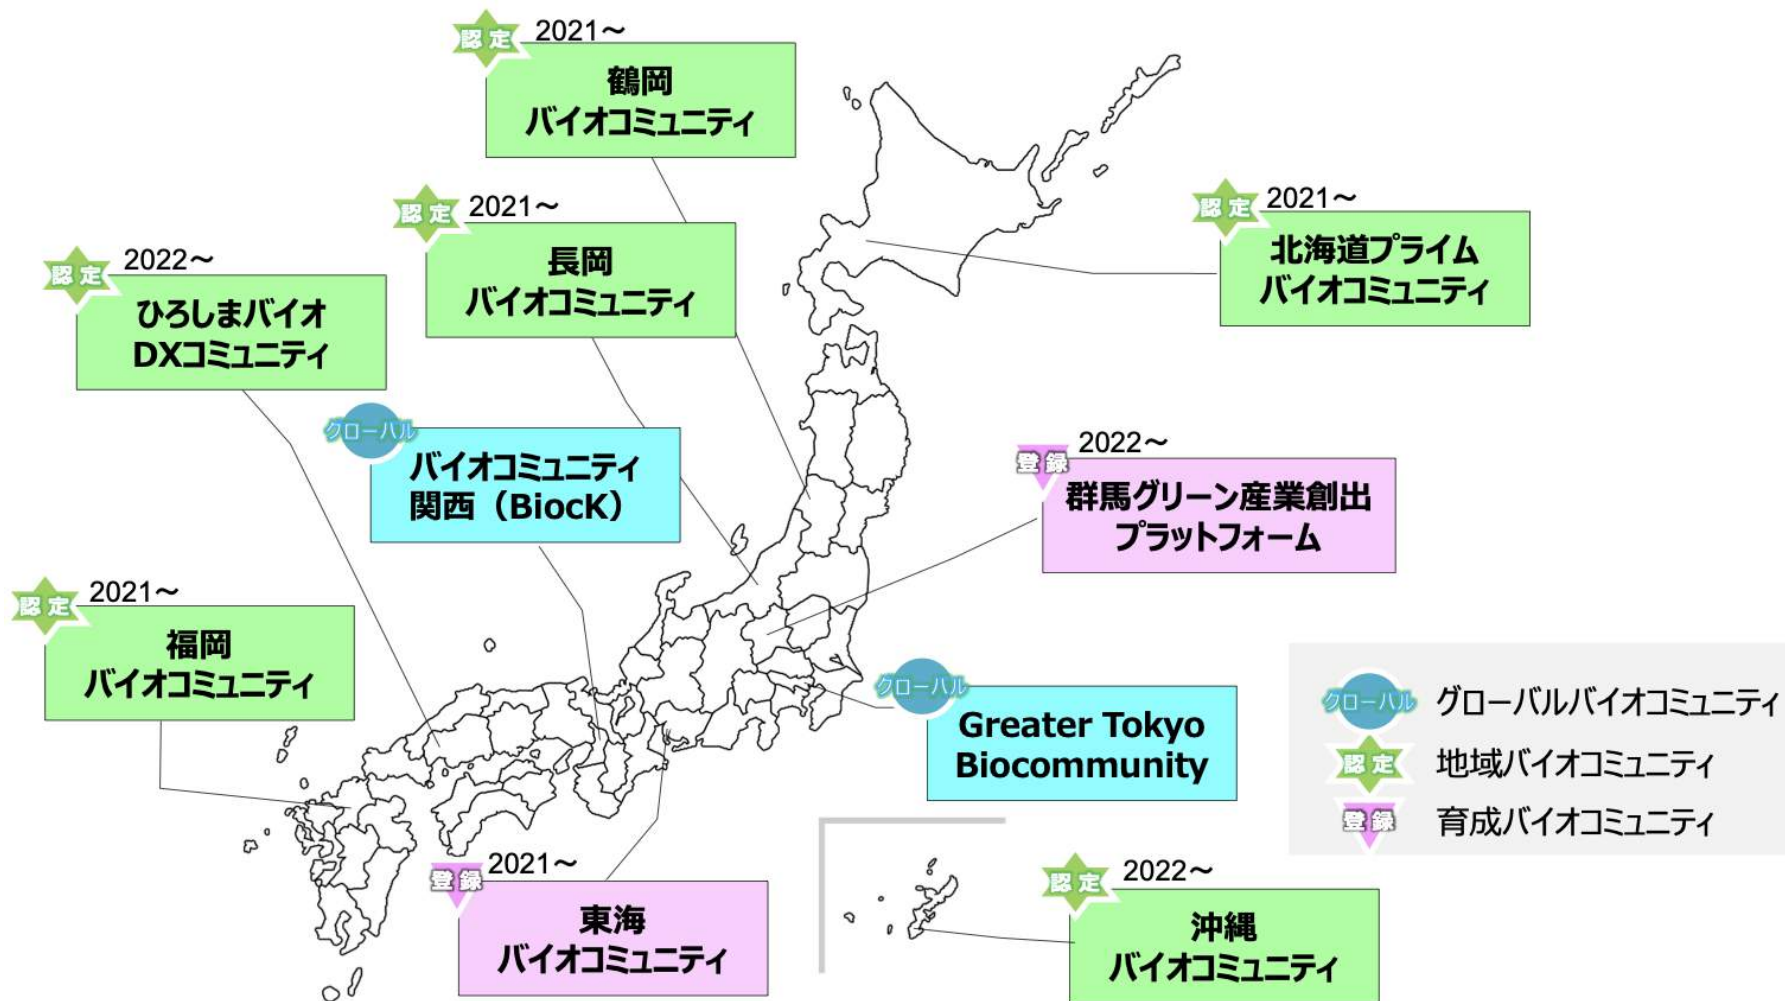 認定
2021～
鶴岡
バイオコミュニティ
認定
2021～
長岡
バイオコミュニティ
認定
2021～
北海道プライム
バイオコミュニティ
認定
2022～
ひろしまバイオ
DXコミュニティ
グローバル
バイオコミュニティ
関西（BiocK）
登録
2022～
群馬グリーン産業創出
プラットフォーム
認定
2021～
福岡
バイオコミュニティ
グローバル
Greater Tokyo
Biocommunity
グローバル グローバルバイオコミュニティ
認定 地域バイオコミュニティ
登録 育成バイオコミュニティ
登録
2021～
東海
バイオコミュニティ
認定
2022～
沖縄
バイオコミュニティ